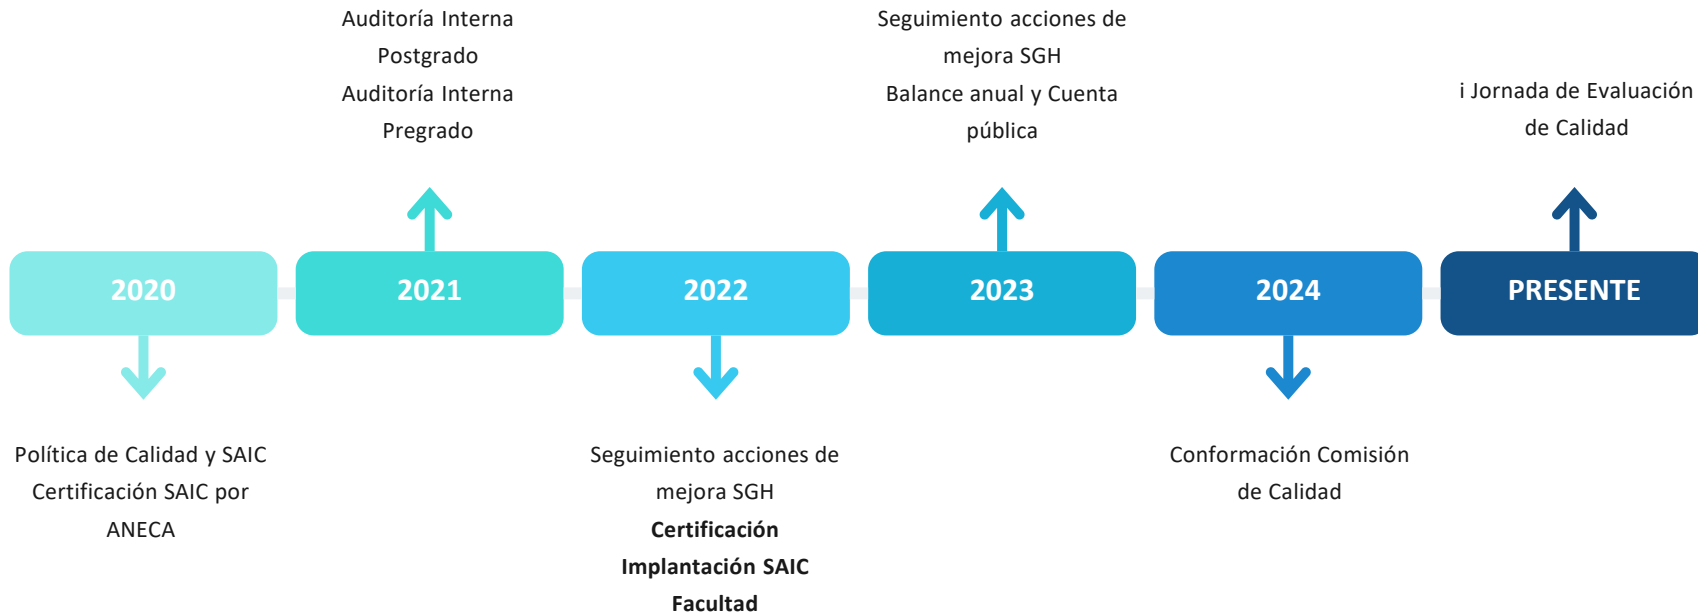 Auditoría Interna
Postgrado
Auditoría Interna
Pregrado
Seguimiento acciones de
mejora SGH
Balance anual y Cuenta
pública
i Jornada de Evaluación
de Calidad
2020
2021
2022
2023
2024
PRESENTE
Política de Calidad y SAIC
Certificación SAIC por
ANECA
Seguimiento acciones de
mejora SGH
Certificación
Implantación SAIC
Facultad
Conformación Comisión
de Calidad